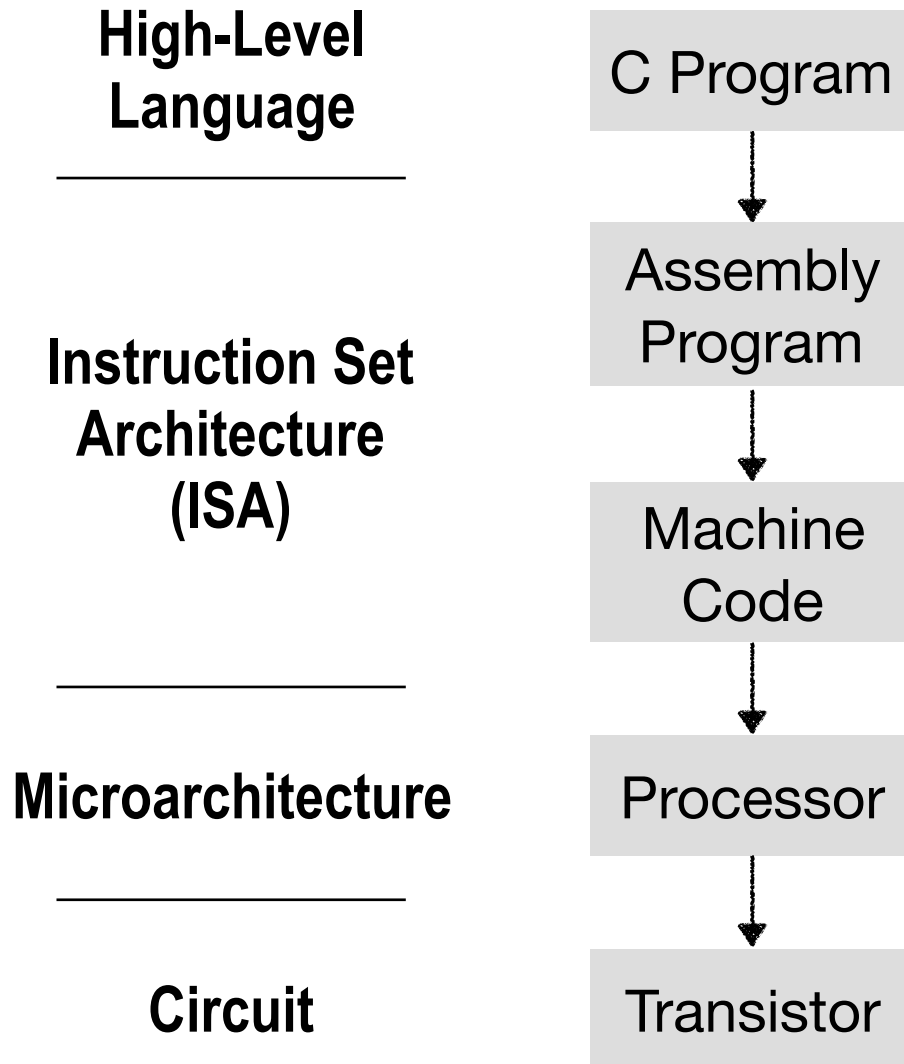 High-Level
Language
C Program
Assembly
Program
Instruction Set
Architecture
(ISA)
Machine
Code
Microarchitecture
Processor
Circuit
Transistor